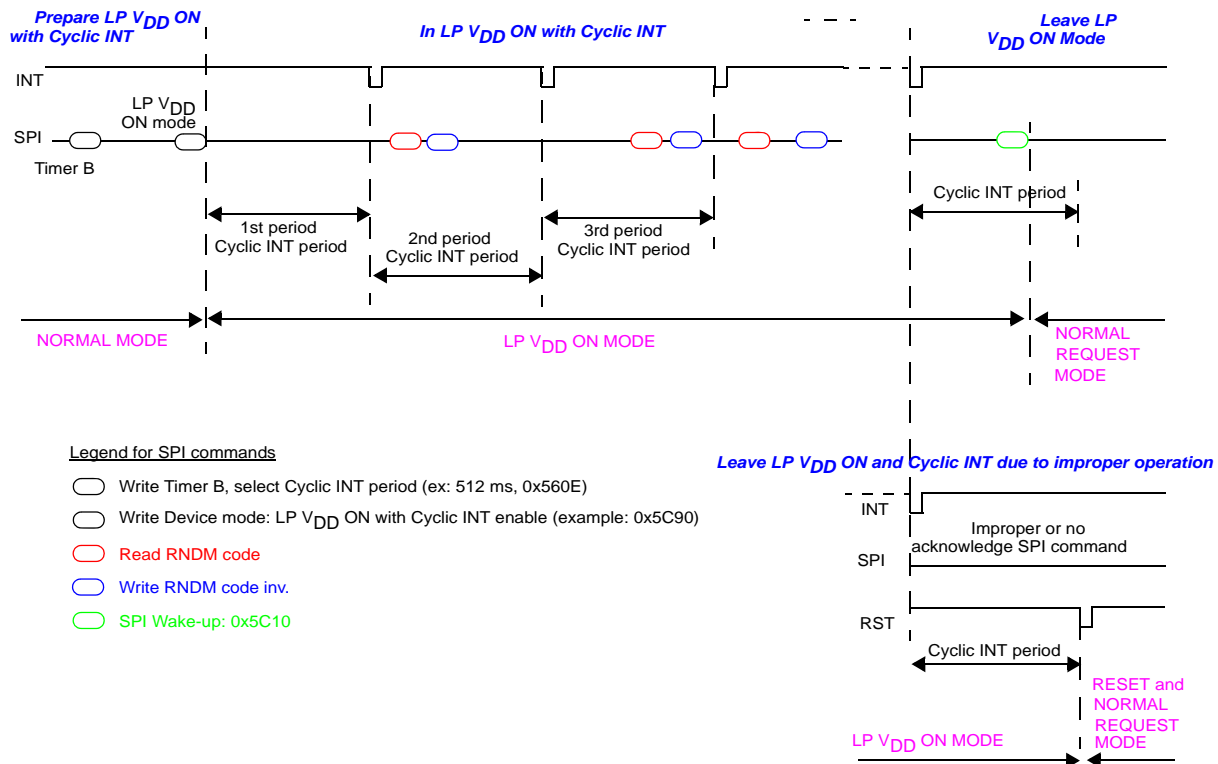 Prepare LP VDD ON
with Cyclic INT
In LP VDD ON with Cyclic INT
Leave LP
VDD ON Mode
INT
LP VDD
ON mode
SPI
Timer B
1st period
Cyclic INT period
2nd period
Cyclic INT period
3rd period
Cyclic INT period
Cyclic INT period
NORMAL MODE
LP VDD ON MODE
NORMAL
REQUEST
MODE
Legend for SPI commands
Write Timer B, select Cyclic INT period (ex: 512 ms, 0x560E)
Write Device mode: LP VDD ON with Cyclic INT enable (example: 0x5C90)
Read RNDM code
Write RNDM code inv.
SPI Wake-up: 0x5C10
Leave LP VDD ON and Cyclic INT due to improper operation
INT
Improper or no
acknowledge SPI command
SPI
RST
Cyclic INT period
RESET and
NORMAL
REQUEST
MODE
LP VDD ON MODE